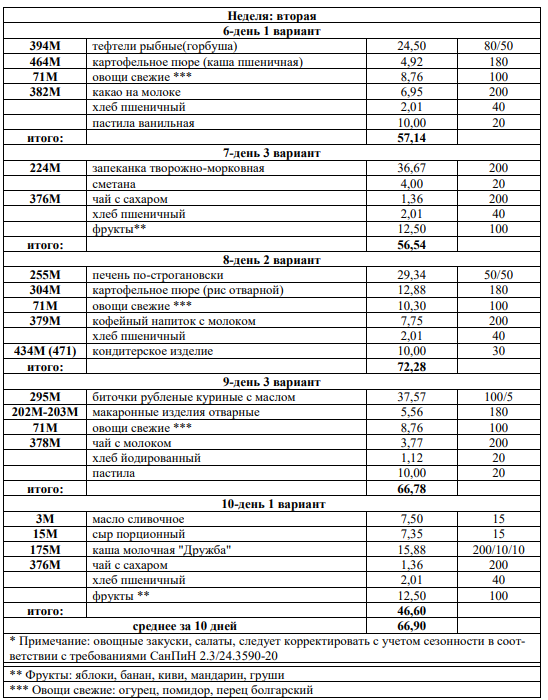 Неделя: вторая
6-день 1 вариант
394М тефтели рыбные(горбуша) 24,50 80/50
464М картофельное пюре (каша пшеничная) 4,92 180
71М овощи свежие *** 8,76 100
382М какао на молоке 6,95 200
хлеб пшеничный 2,01 40
пастила ванильная 10,00 20
итого: 57,14
7-день 3 вариант
224М запеканка творожно-морковная 36,67 200
сметана 4,00 20
376М чай с сахаром 1,36 200
хлеб пшеничный 2,01 40
фрукты** 12,50 100
итого: 56,54
8-день 2 вариант
255М печень по-строгановски 29,34 50/50
304М картофельное пюре (рис отварной) 12,88 180
71М овощи свежие *** 10,30 100
379М кофейный напиток с молоком 7,75 200
хлеб пшеничный 2,01 40
434М (471) кондитерское изделие 10,00 30
итого: 72,28
9-день 3 вариант
295М биточки рубленые куриные с маслом 37,57 100/5
202М-203М макаронные изделия отварные 5,56 180
71М овощи свежие *** 8,76 100
378М чай с молоком 3,77 200
хлеб йодированный 1,12 20
пастила 10,00 20
итого: 66,78
10-день 1 вариант
3М масло сливочное 7,50 15
15М сыр порционный 7,35 15
175М каша молочная "Дружба" 15,88 200/10/10
376М чай с сахаром 1,36 200
хлеб пшеничный 2,01 40
фрукты ** 12,50 100
итого: 46,60
среднее за 10 дней 66,90
* Примечание: овощные закуски, салаты, следует корректировать с учетом сезонности в соот-
ветствии с требованиями СанПиН 2.3/24.3590-20
** Фрукты: яблоки, банан, киви, мандарин, груши
*** Овощи свежие: огурец, помидор, перец болгарский